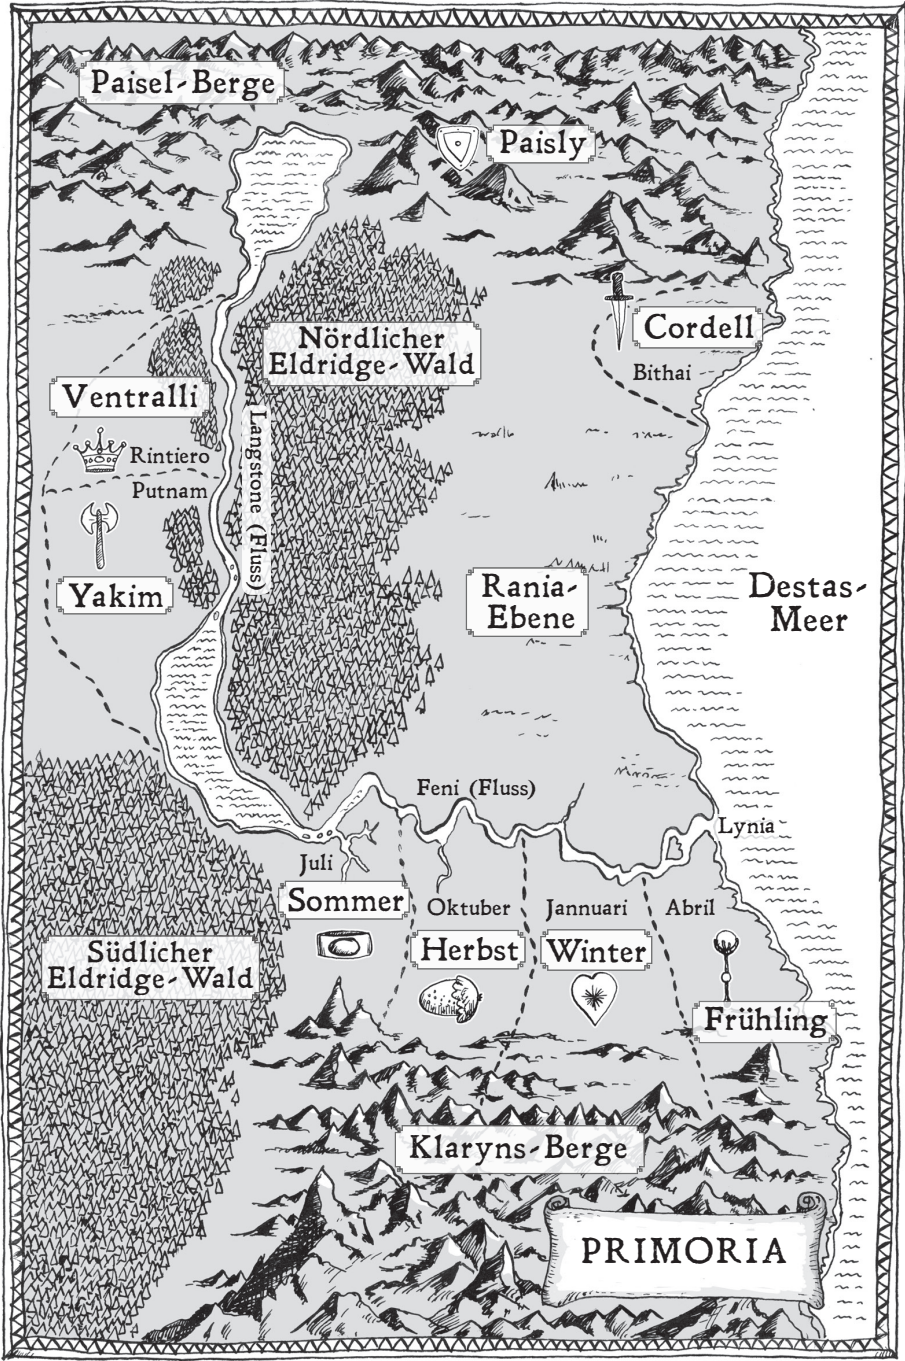 Paisel-Berge
Paisly
Cordell
Bithai
Nördlicher
Eldridge-Wald
Ventralli
Rintiero
Putnam
Yakim
Langstone (Fluss)
Rania-
Ebene
Destas-
Meer
Feni (Fluss)
Lynia
Juli
Sommer
Oktuber
Herbst
Jannuari
Winter
Abril
Frühling
Südlicher
Eldridge-Wald
Klaryns-Berge
PRIMORIA